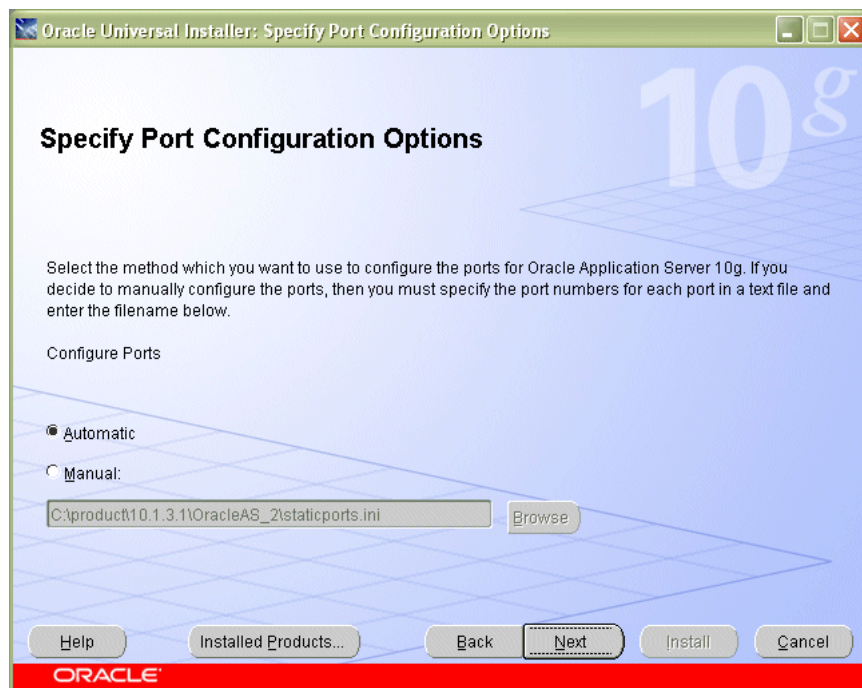 Oracle Universal Installer: Specify Port Configuration Options
10g
Specify Port Configuration Options
Select the method which you want to use to configure the ports for Oracle Application Server 10g. If you
decide to manually configure the ports, then you must specify the port numbers for each port in a text file and
enter the filename below.
Configure Ports
Automatic
Manual:
C:\product\10.1.3.1\OracleAS_2\staticports.ini Browse
Help Installed Products... Back Next Install Cancel
ORACLE